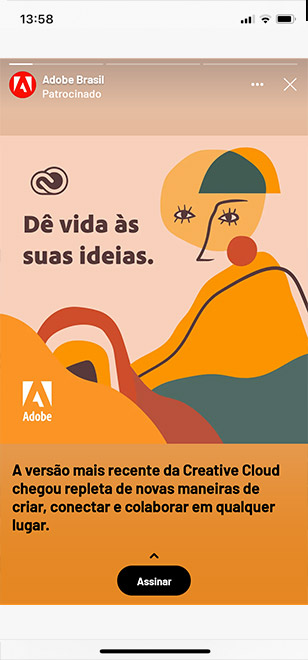 13:58
Adobe Brasil
Patrocinado
Dê vida às
suas ideias.
Adobe
A versão mais recente da Creative Cloud
chegou repleta de novas maneiras de
criar, conectar e colaborar em qualquer
lugar.
Assinar